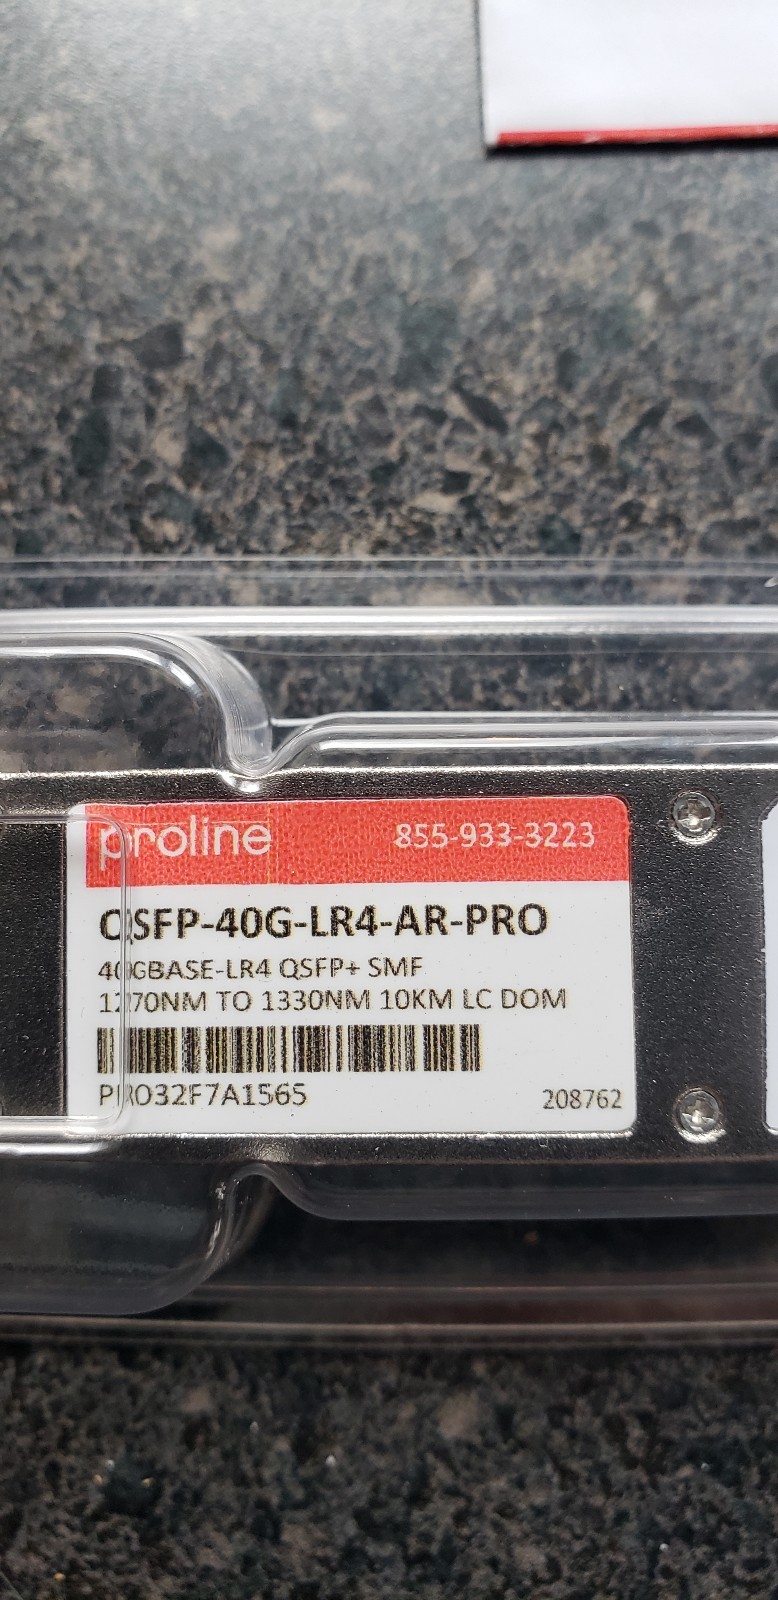 proline 855-933-3223
QSFP-40G-LR4-AR-PRO
40GBASE-LR4 QSFP+ SMF
1270NM TO 1330NM 10KM LC DOM
PRO32F7A1565 208762